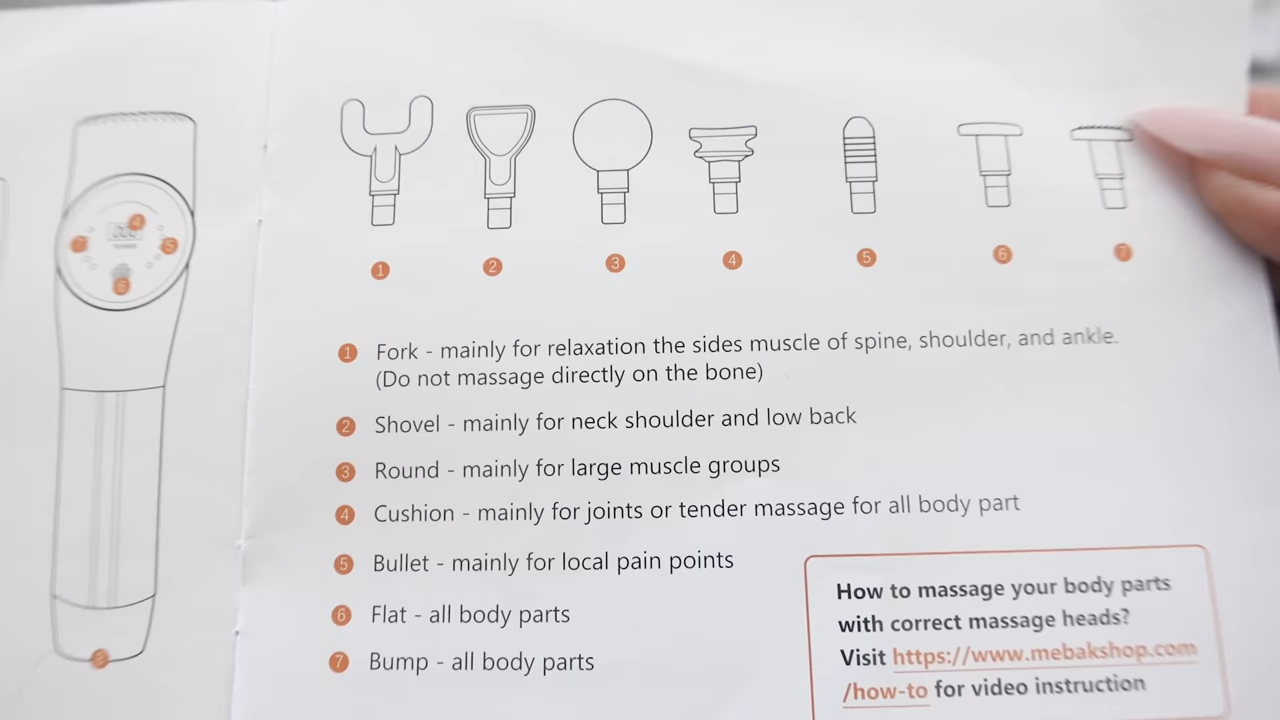 4
7
5
6
1
2
3
4
5
6
7
1 Fork - mainly for relaxation the sides muscle of spine, shoulder, and ankle.
(Do not massage directly on the bone)
2 Shovel - mainly for neck shoulder and low back
3 Round - mainly for large muscle groups
4 Cushion - mainly for joints or tender massage for all body part
5 Bullet - mainly for local pain points
6 Flat - all body parts
7 Bump - all body parts
How to massage your body parts
with correct massage heads?
Visit https://www.mebakshop.com
/how-to for video instruction